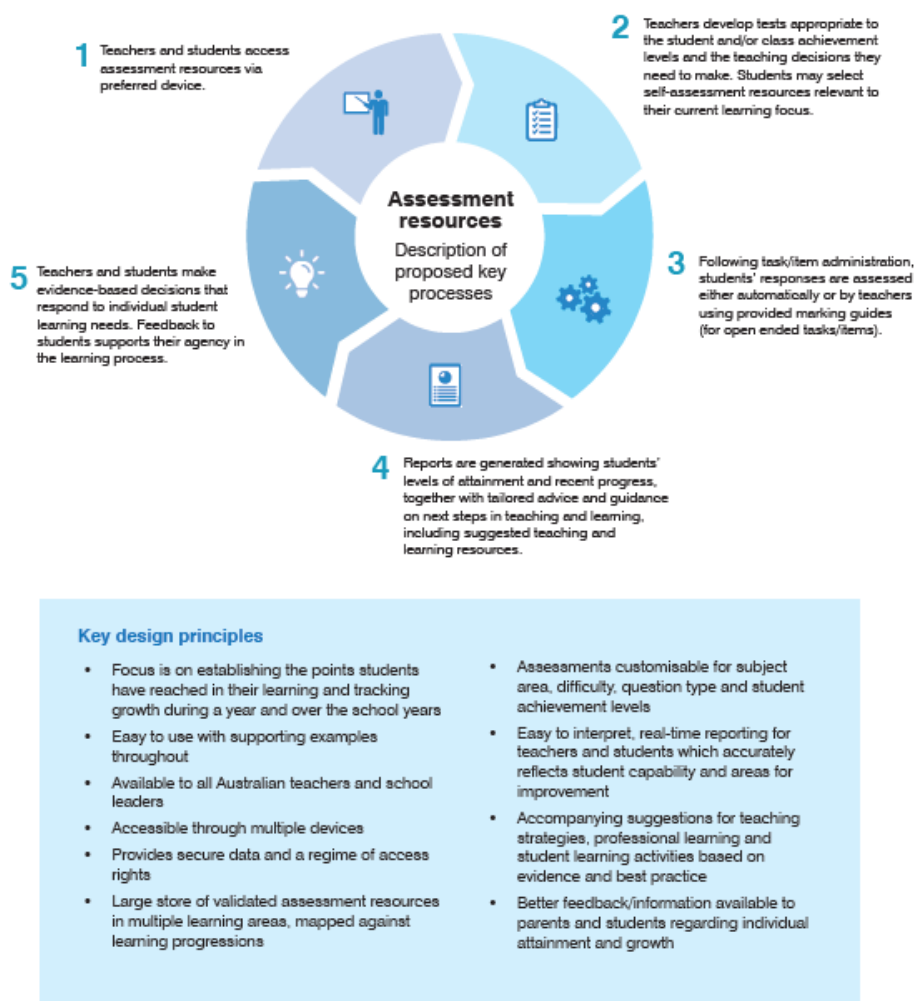 1 Teachers and students access
assessment resources via
preferred device.
2 Teachers develop tests appropriate to
the student and/or class achievement
levels and the teaching decisions they
need to make. Students may select
self-assessment resources relevant to
their current learning focus.
Assessment
resources
Description of
proposed key
processes
3 Following task/item administration,
students' responses are assessed
either automatically or by teachers
using provided marking guides
(for open ended tasks/items).
5 Teachers and students make
evidence-based decisions that
respond to individual student
learning needs. Feedback to
students supports their agency in
the learning process.
4 Reports are generated showing students'
levels of attainment and recent progress,
together with tailored advice and guidance
on next steps in teaching and learning,
including suggested teaching and
learning resources.
Key design principles
• Focus is on establishing the points students
have reached in their learning and tracking
growth during a year and over the school years
• Easy to use with supporting examples
throughout
• Available to all Australian teachers and school
leaders
• Accessible through multiple devices
• Provides secure data and a regime of access
rights
• Large store of validated assessment resources
in multiple learning areas, mapped against
learning progressions
• Assessments customisable for subject
area, difficulty, question type and student
achievement levels
• Easy to interpret, real-time reporting for
teachers and students which accurately
reflects student capability and areas for
improvement
• Accompanying suggestions for teaching
strategies, professional learning and
student learning activities based on
evidence and best practice
• Better feedback/information available to
parents and students regarding individual
attainment and growth